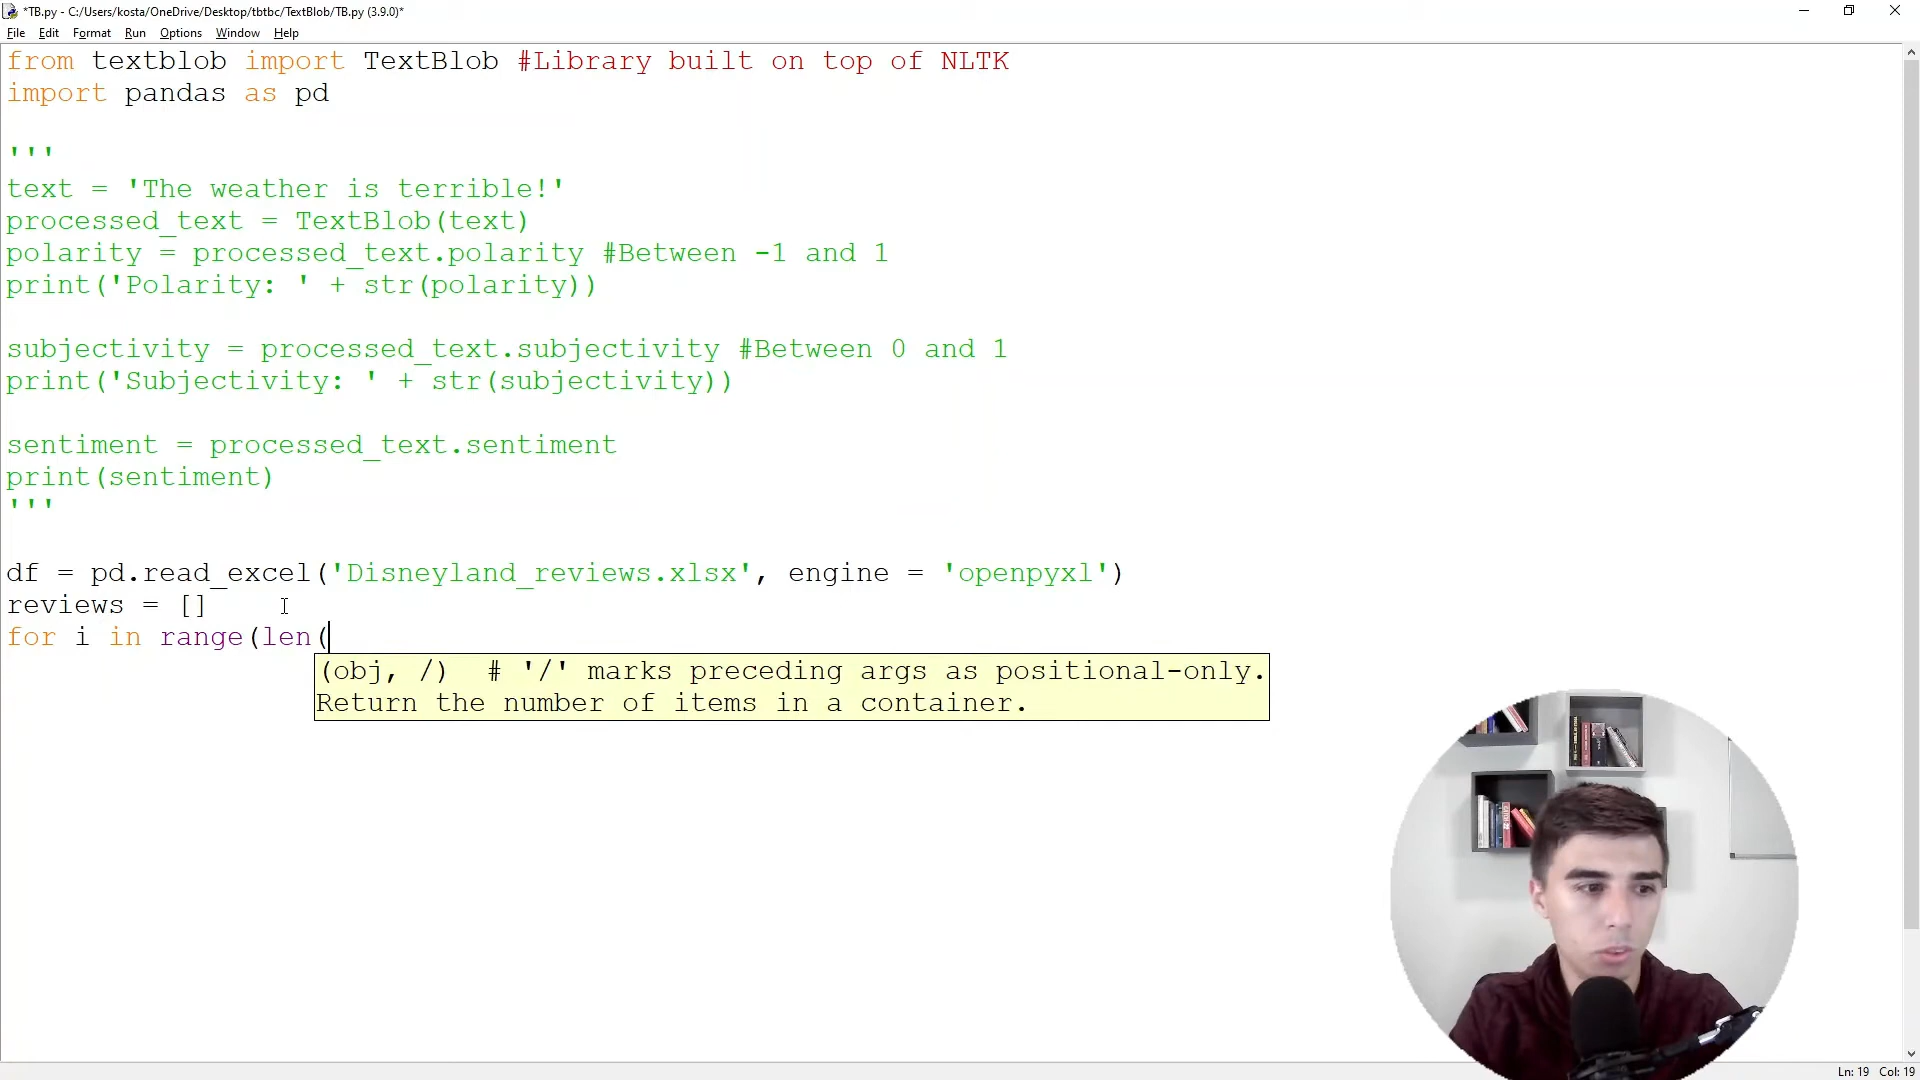 *TB.py - C:/Users/kosta/OneDrive/Desktop/tbtbc/TextBlob/TB.py (3.9.0)*
File Edit Format Run Options Window Help
from textblob import TextBlob #Library built on top of NLTK
import pandas as pd
'''
text = 'The weather is terrible!'
processed_text = TextBlob(text)
polarity = processed_text.polarity #Between -1 and 1
print('Polarity: ' + str(polarity))
subjectivity = processed_text.subjectivity #Between 0 and 1
print('Subjectivity: ' + str(subjectivity))
sentiment = processed_text.sentiment
print(sentiment)
'''
df = pd.read_excel('Disneyland_reviews.xlsx', engine = 'openpyxl')
reviews = []
for i in range(len(
(obj, /)  # '/' marks preceding args as positional-only.
Return the number of items in a container.
Ln: 19 Col: 19